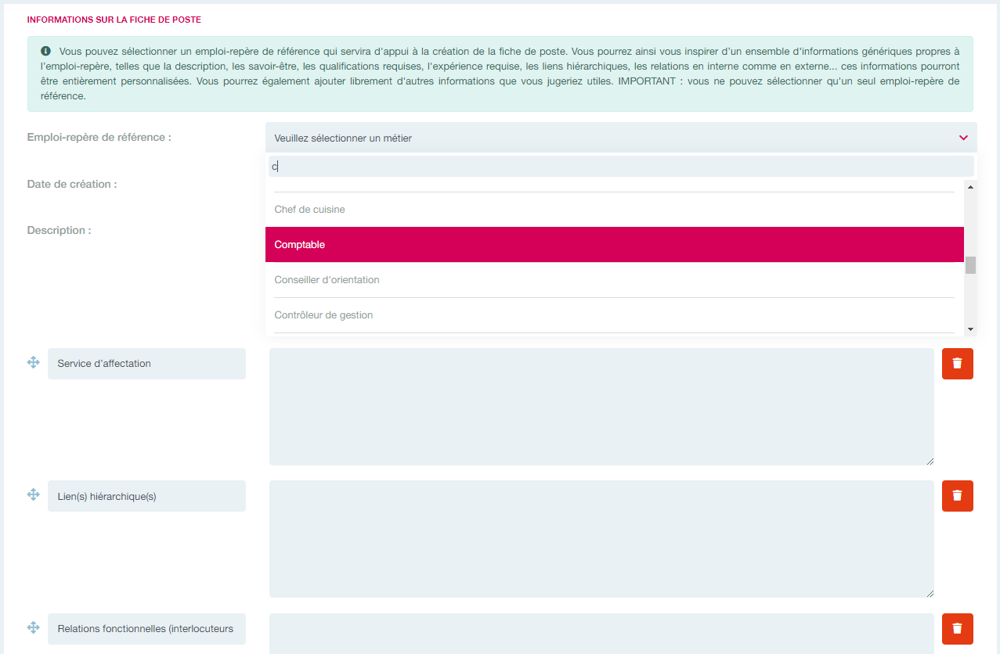 INFORMATIONS SUR LA FICHE DE POSTE
Vous pouvez sélectionner un emploi-repère de référence qui servira d'appui à la création de la fiche de poste. Vous pourrez ainsi vous inspirer d'un ensemble d'informations génériques propres à
l'emploi-repère, telles que la description, les savoir-être, les qualifications requises, l'expérience requise, les liens hiérarchiques, les relations en interne comme en externe... ces informations pourront
être entièrement personnalisées. Vous pourrez également ajouter librement d'autres informations que vous jugeriez utiles. IMPORTANT : vous ne pouvez sélectionner qu'un seul emploi-repère de
référence.
Emploi-repère de référence :
Veuillez sélectionner un métier
c
Date de création :
Chef de cuisine
Description :
Comptable
Conseiller d'orientation
Contrôleur de gestion
Service d'affectation
Lien(s) hiérarchique(s)
Relations fonctionnelles (interlocuteurs